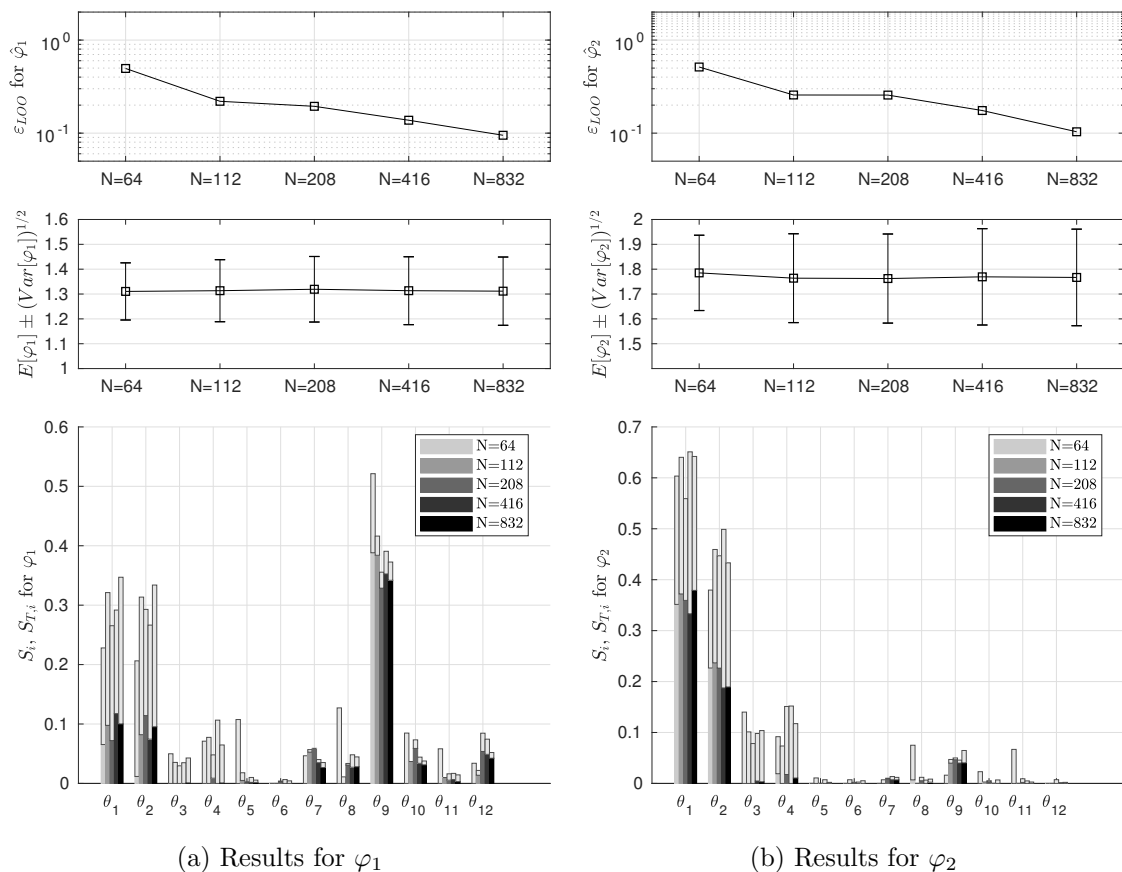 ε_LOO for φ̂_1
10^0
10^-1
N=64 N=112 N=208 N=416 N=832
E[φ_1] ± (Var[φ_1])^1/2
1.6
1.5
1.4
1.3
1.2
1.1
1
N=64 N=112 N=208 N=416 N=832
S_i, S_T,i for φ_1
0.6
0.5
0.4
0.3
0.2
0.1
0
N=64
N=112
N=208
N=416
N=832
θ_1 θ_2 θ_3 θ_4 θ_5 θ_6 θ_7 θ_8 θ_9 θ_10 θ_11 θ_12
(a) Results for φ_1
ε_LOO for φ̂_2
10^0
10^-1
N=64 N=112 N=208 N=416 N=832
E[φ_2] ± (Var[φ_2])^1/2
2
1.9
1.8
1.7
1.6
1.5
N=64 N=112 N=208 N=416 N=832
S_i, S_T,i for φ_2
0.7
0.6
0.5
0.4
0.3
0.2
0.1
0
N=64
N=112
N=208
N=416
N=832
θ_1 θ_2 θ_3 θ_4 θ_5 θ_6 θ_7 θ_8 θ_9 θ_10 θ_11 θ_12
(b) Results for φ_2